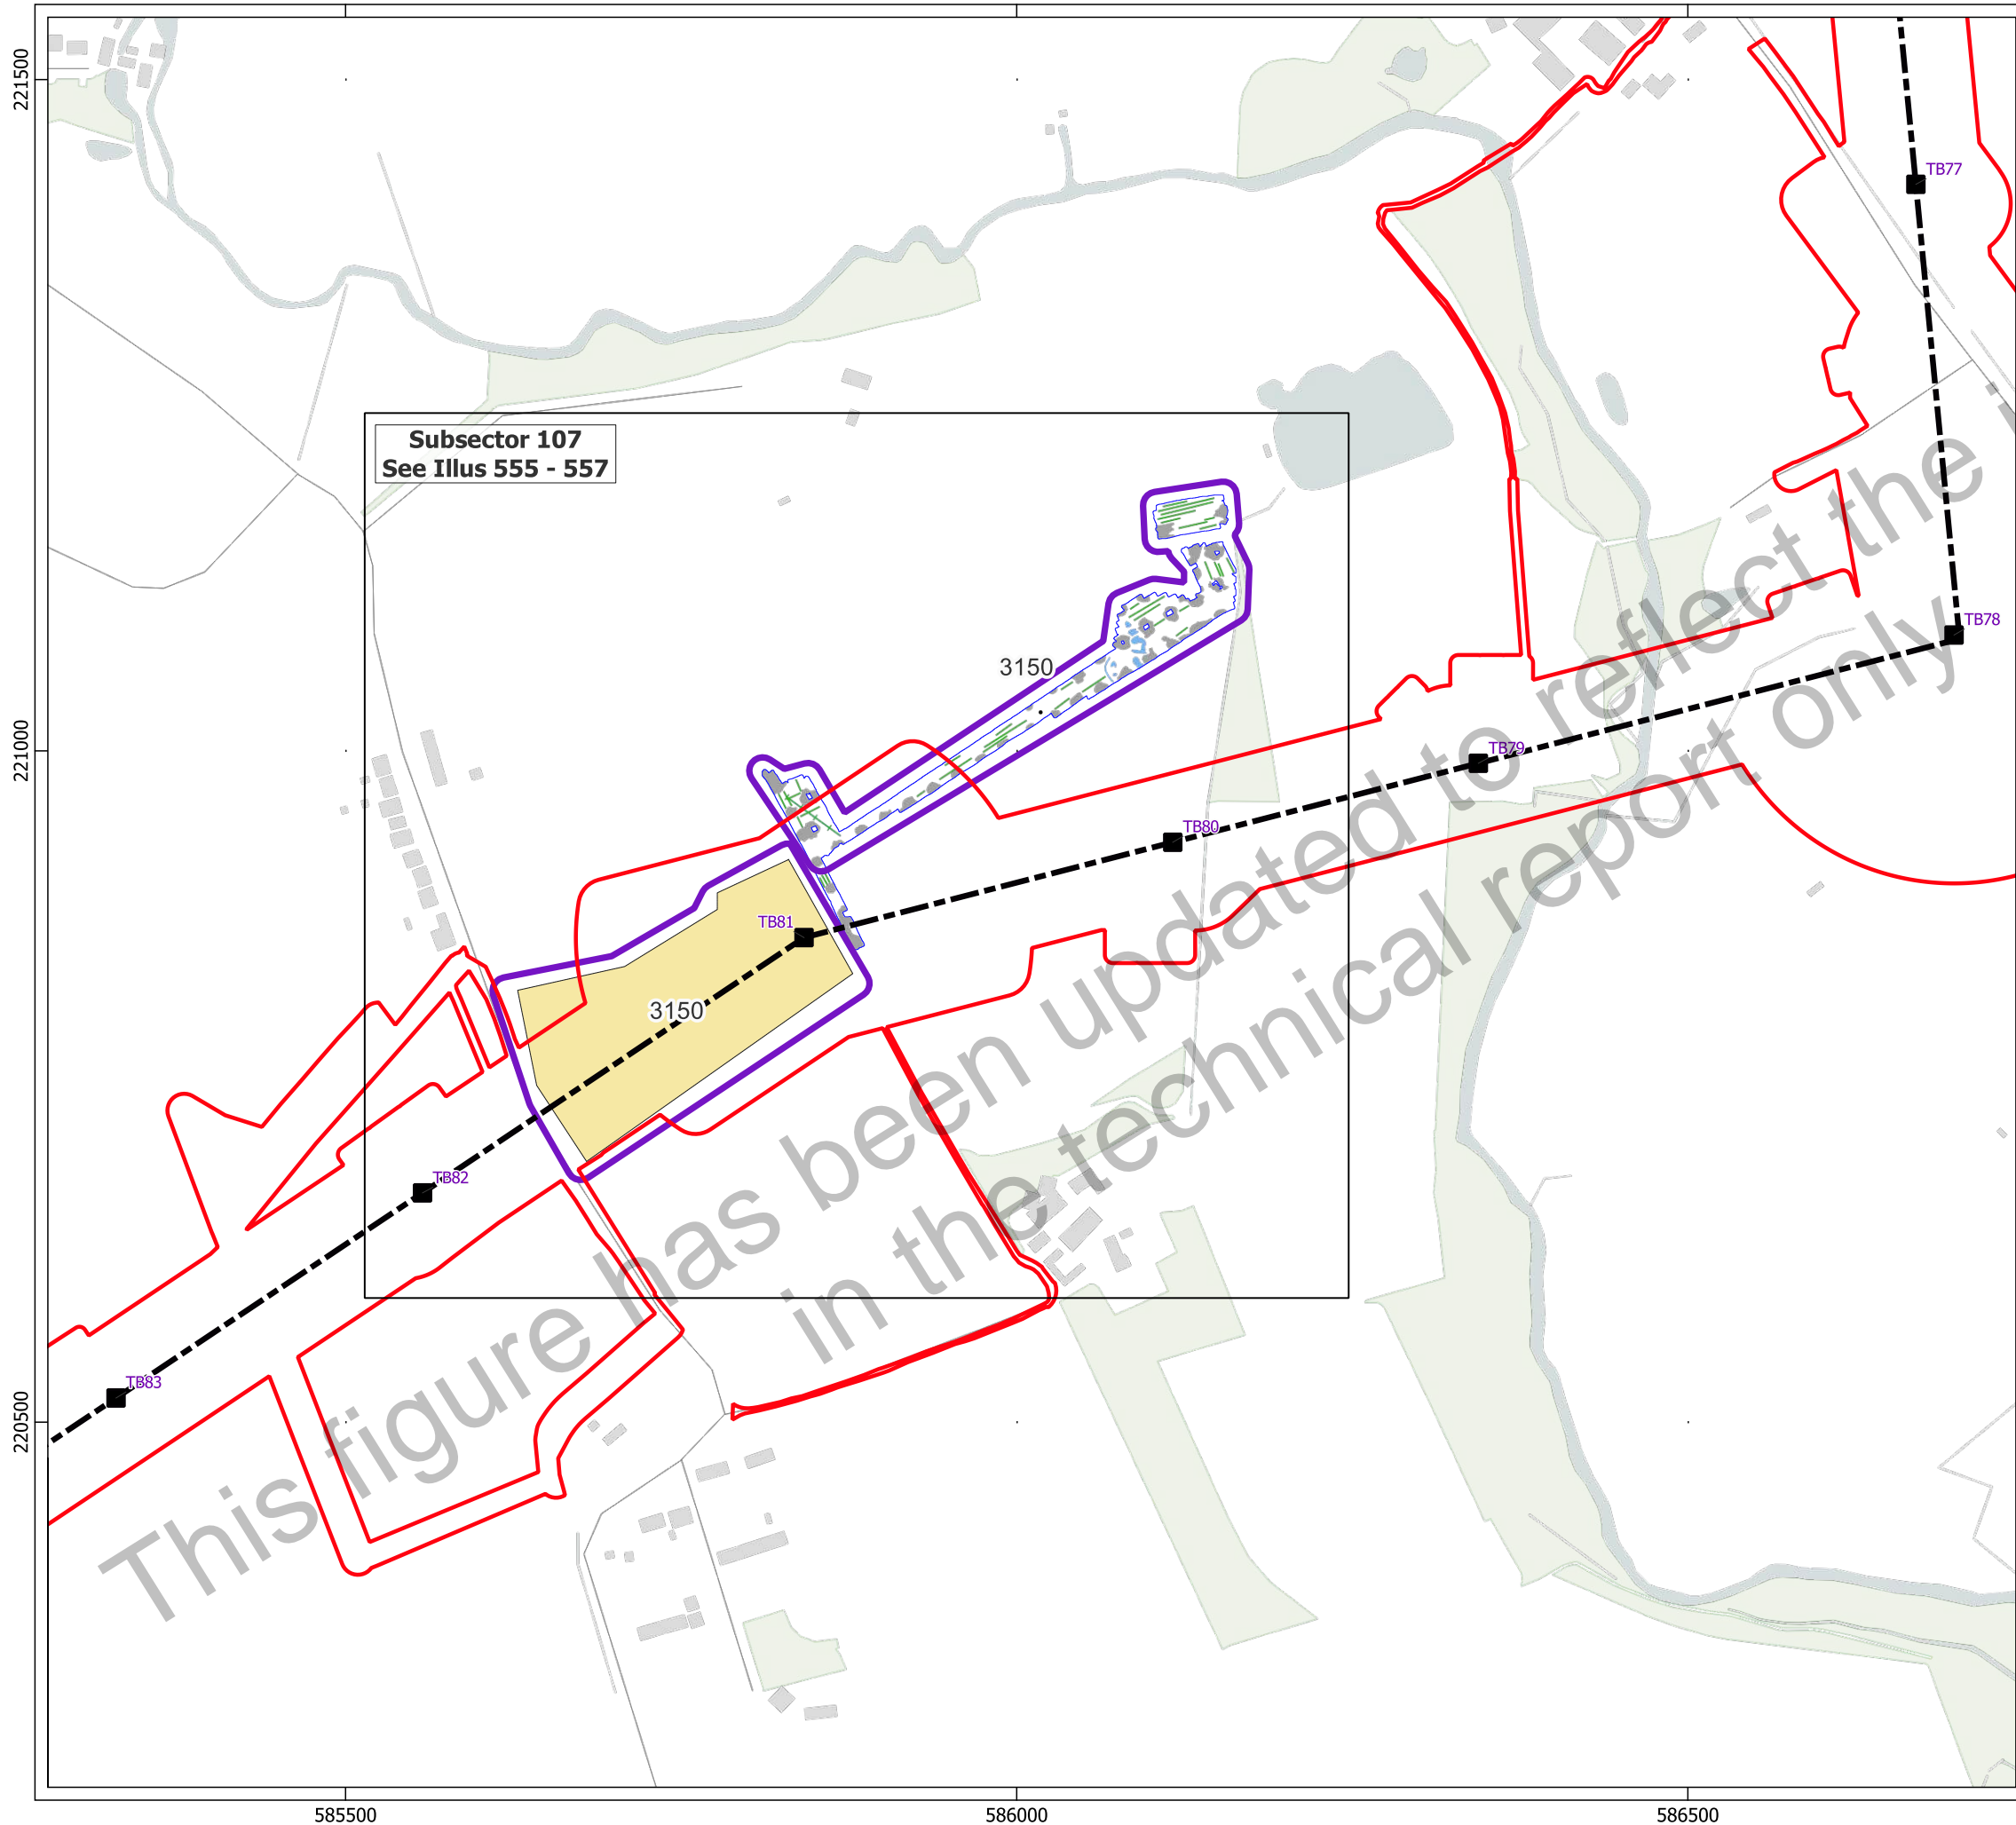 221500
TB77
Subsector 107
See Illus 555 - 557
TB78
3150
221000
TB79
TB80
TB81
3150
TB82
TB83
220500
This figure has been updated to reflect the
in the technical report only
585500
586000
586500